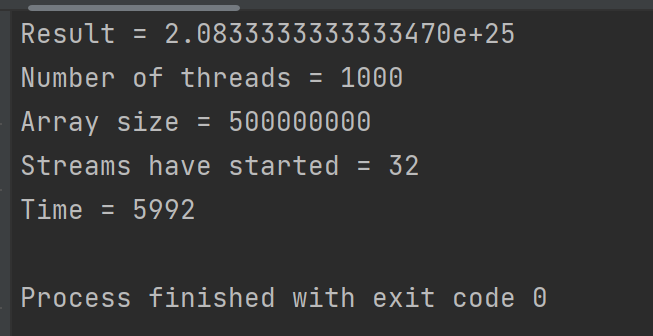 Result = 2.0833333333333470e+25
Number of threads = 1000
Array size = 500000000
Streams have started = 32
Time = 5992
Process finished with exit code 0